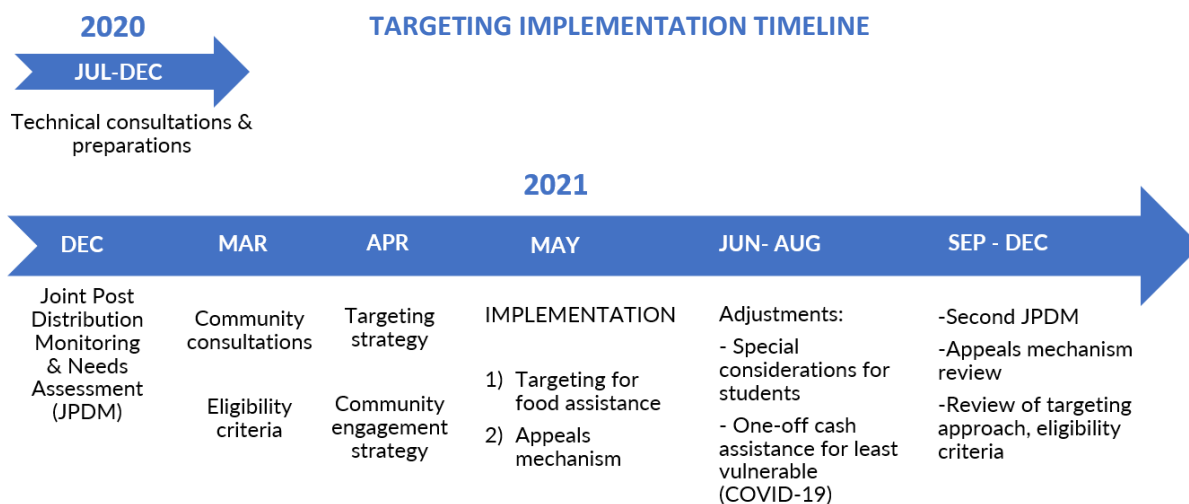 2020
TARGETING IMPLEMENTATION TIMELINE
JUL-DEC
Technical consultations &
preparations
2021
DEC
MAR
APR
MAY
JUN- AUG
SEP - DEC
Joint Post
Distribution
Monitoring
& Needs
Assessment
(JPDM)
Community
consultations
Eligibility
criteria
Targeting
strategy
Community
engagement
strategy
IMPLEMENTATION
1) Targeting for
food assistance
2) Appeals
mechanism
Adjustments:
- Special
considerations for
students
- One-off cash
assistance for least
vulnerable
(COVID-19)
-Second JPDM
-Appeals mechanism
review
-Review of targeting
approach, eligibility
criteria